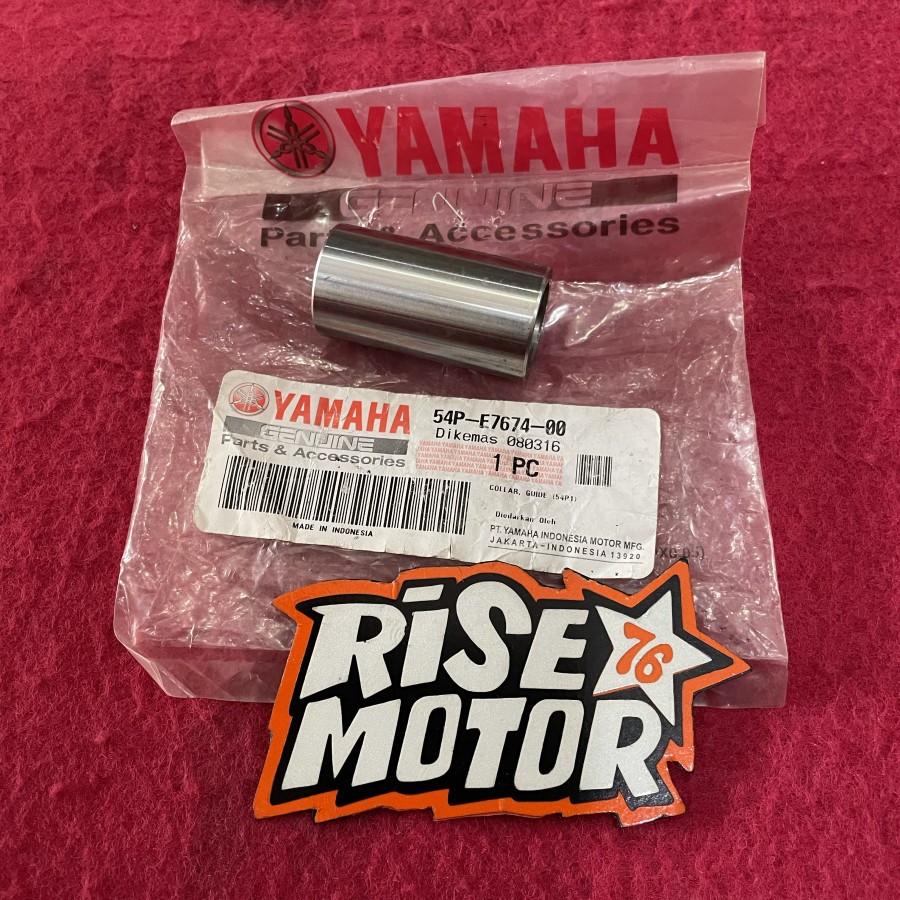 YAMAHA
GENUINE
Parts & Accessories
YAMAHA
GENUINE
Parts & Accessories
MADE IN INDONESIA
54P-E7674-00
Dikemas 080316
1 PC
COLLAR, GUIDE (54P1)
Diedarkan Oleh
PT. YAMAHA INDONESIA MOTOR MFG.
JAKARTA-INDONESIA 13920
RISE
76
MOTOR